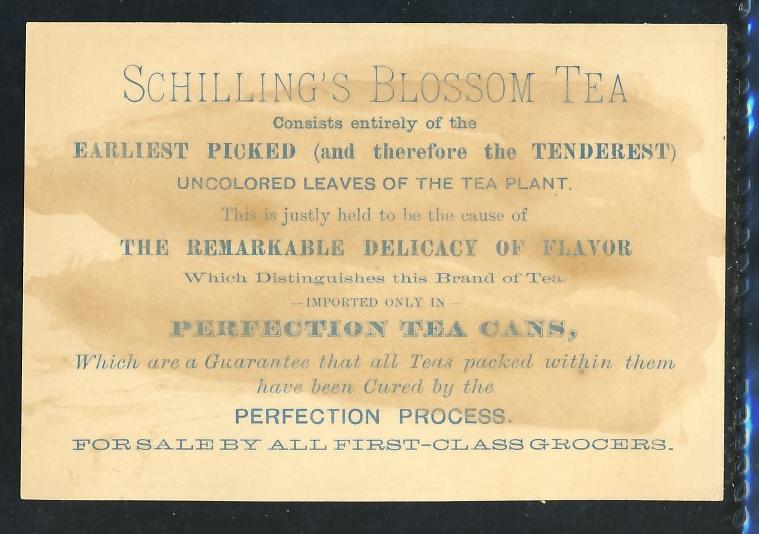 SCHILLING'S BLOSSOM TEA
Consists entirely of the
EARLIEST PICKED (and therefore the TENDEREST)
UNCOLORED LEAVES OF THE TEA PLANT.
This is justly held to be the cause of
THE REMARKABLE DELICACY OF FLAVOR
Which Distinguishes this Brand of Tea.
—IMPORTED ONLY IN—
PERFECTION TEA CANS,
Which are a Guarantee that all Teas packed within them
have been Cured by the
PERFECTION PROCESS.
FOR SALE BY ALL FIRST-CLASS GROCERS.